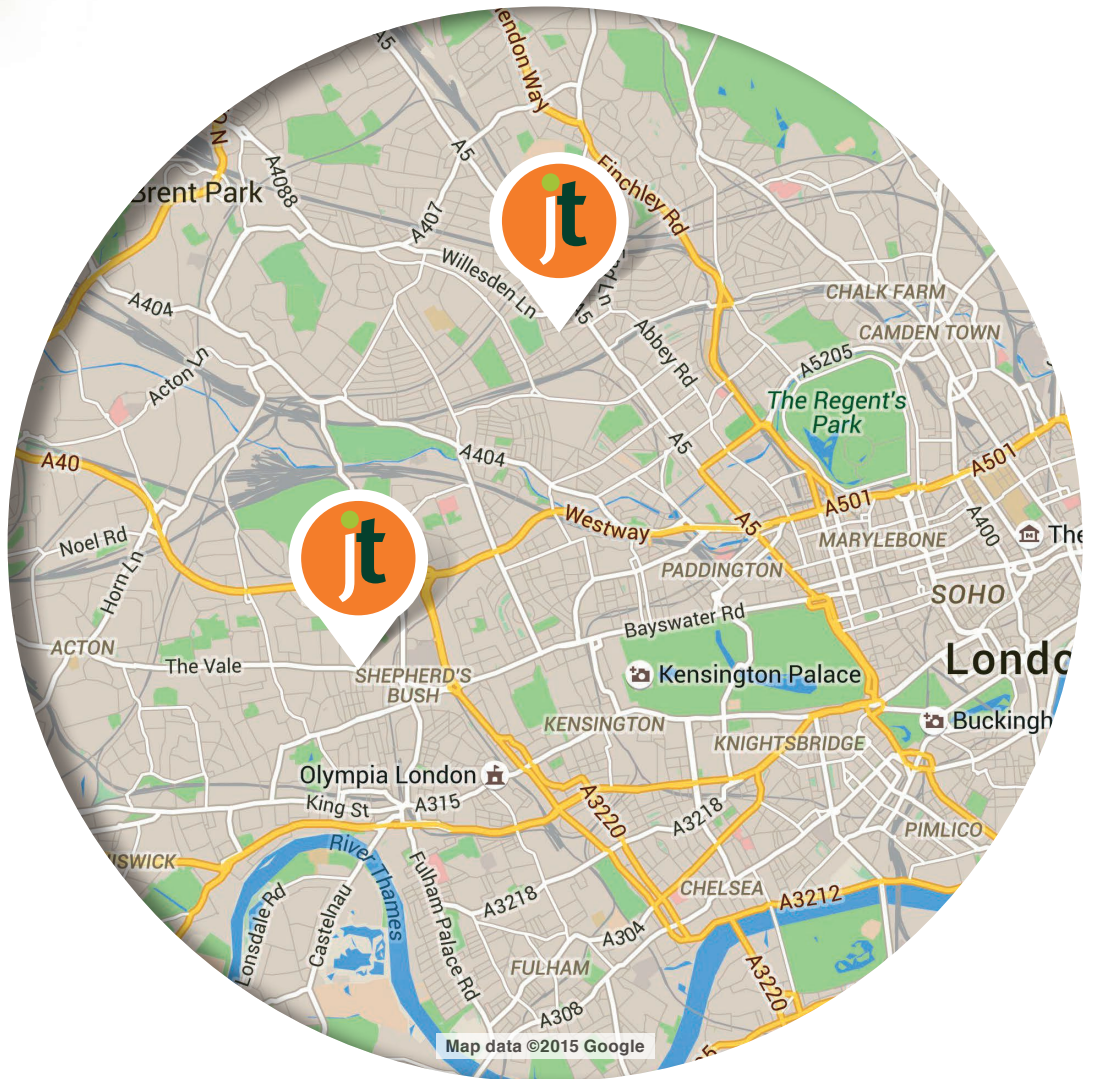 A5
endon Way
A5
A4088
Finchley Rd
Brent Park
jt
A407
Willesden Ln
CHALK FARM
A404
Abbey Rd
CAMDEN TOWN
A5205
Acton Ln
The Regent's
Park
A5
A404
A40
A501
A501
Westway
A5
A400
jt
Noel Rd
MARYLEBONE
The
Horn Ln
PADDINGTON
SOHO
Bayswater Rd
ACTON
Londo
The Vale
SHEPHERD'S
BUSH
Kensington Palace
KENSINGTON
Buckingh
KNIGHTSBRIDGE
Olympia London
King St
A315
A3220
A3218
PIMLICO
ISWICK
River Thames
Fulham Palace Rd
CHELSEA
A3212
A3218
Lonsdale Rd
Castelnau
A304
FULHAM
A3220
A308
Map data ©2015 Google